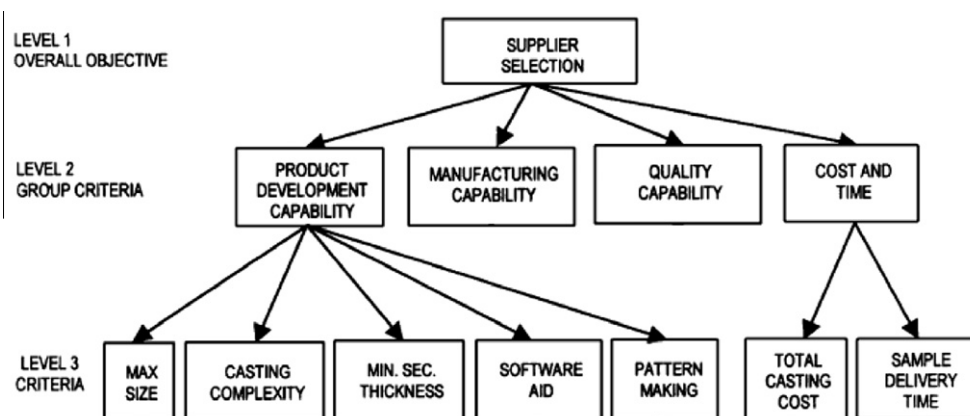 LEVEL 1
OVERALL OBJECTIVE
SUPPLIER
SELECTION
LEVEL 2
GROUP CRITERIA
PRODUCT
DEVELOPMENT
CAPABILITY
MANUFACTURING
CAPABILITY
QUALITY
CAPABILITY
COST AND
TIME
LEVEL 3
CRITERIA
MAX
SIZE
CASTING
COMPLEXITY
MIN. SEC.
THICKNESS
SOFTWARE
AID
PATTERN
MAKING
TOTAL
CASTING
COST
SAMPLE
DELIVERY
TIME